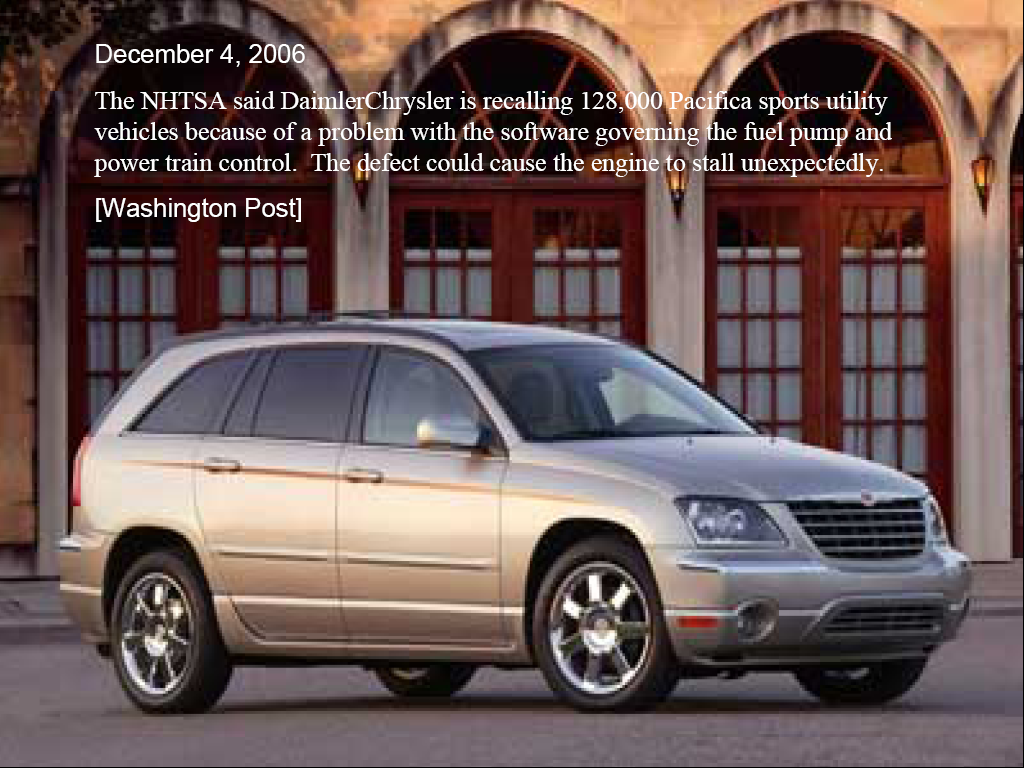 December 4, 2006
The NHTSA said DaimlerChrysler is recalling 128,000 Pacifica sports utility
vehicles because of a problem with the software governing the fuel pump and
power train control.  The defect could cause the engine to stall unexpectedly.
[Washington Post]